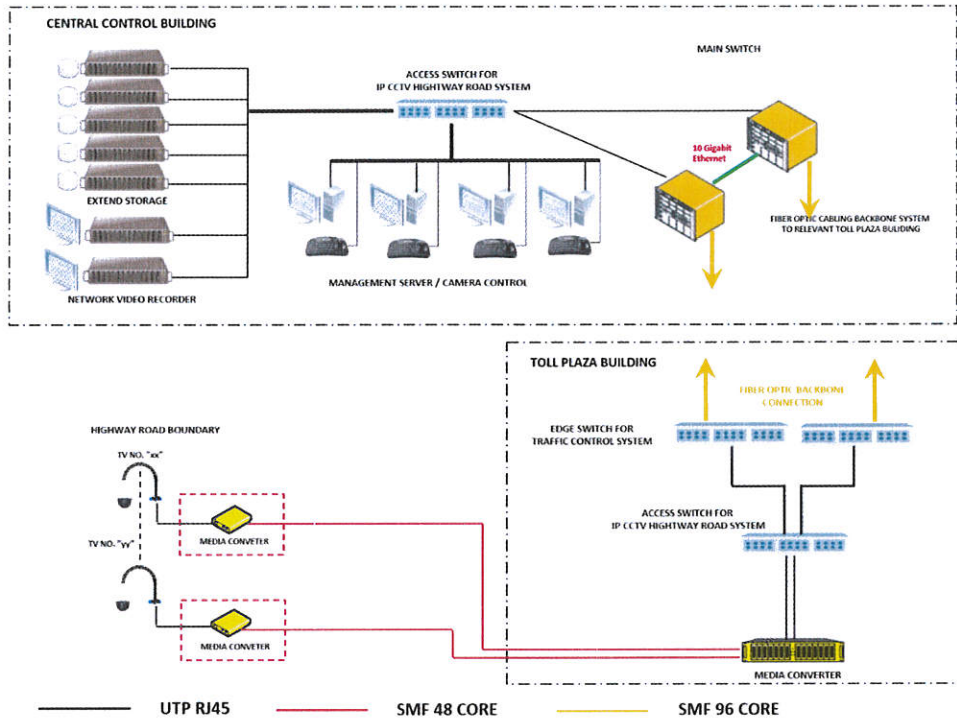 CENTRAL CONTROL BUILDING
MAIN SWITCH
ACCESS SWITCH FOR
IP CCTV HIGHTWAY ROAD SYSTEM
10 Gigabit
Ethernet
EXTEND STORAGE
FIBER OPTIC CABLING BACKBONE SYSTEM
TO RELEVANT TOLL PLAZA BULIDING
NETWORK VIDEO RECORDER
MANAGEMENT SERVER / CAMERA CONTROL
TOLL PLAZA BUILDING
FIBER OPTIC BACKBONE
CONNECTION
HIGHWAY ROAD BOUNDARY
EDGE SWITCH FOR
TRAFFIC CONTROL SYSTEM
TV NO. "xx"
ACCESS SWITCH FOR
IP CCTV HIGHTWAY ROAD SYSTEM
MEDIA CONVETER
TV NO. "yy"
MEDIA CONVETER
MEDIA CONVERTER
UTP RJ45
SMF 48 CORE
SMF 96 CORE